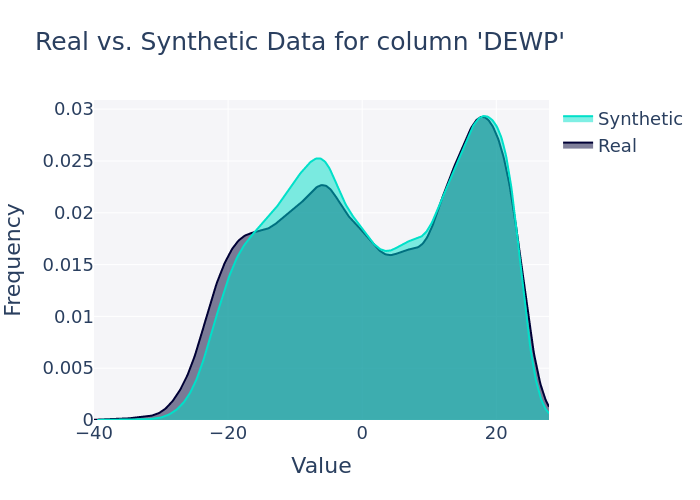 Real vs. Synthetic Data for column 'DEWP'
0.03
0.025
0.02
0.015
0.01
0.005
0
−40
−20
0
20
Value
Frequency
Synthetic
Real